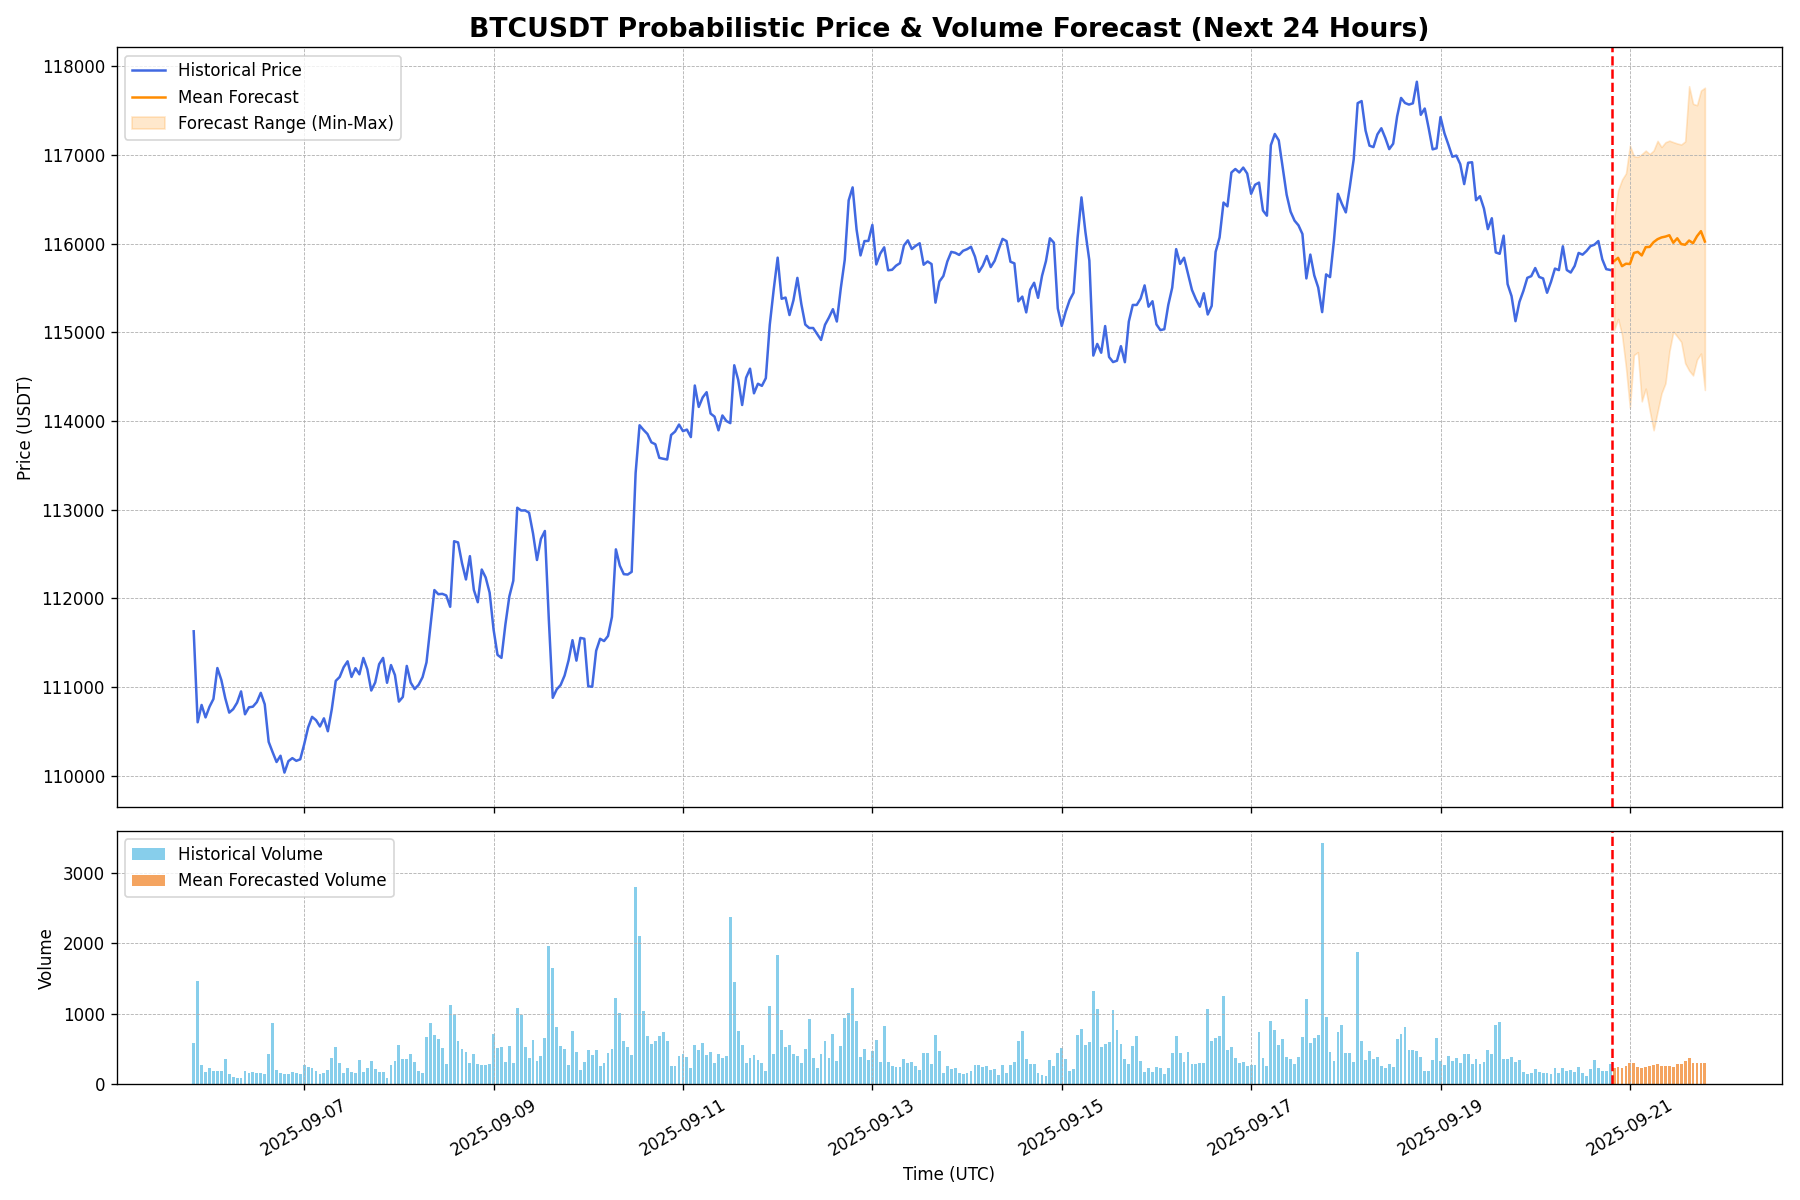 BTCUSDT Probabilistic Price & Volume Forecast (Next 24 Hours)
Historical Price
Mean Forecast
Forecast Range (Min-Max)
118000
117000
116000
115000
114000
113000
112000
111000
110000
Price (USDT)
Historical Volume
Mean Forecasted Volume
3000
2000
1000
0
Volume
2025-09-07
2025-09-09
2025-09-11
2025-09-13
2025-09-15
2025-09-17
2025-09-19
2025-09-21
Time (UTC)